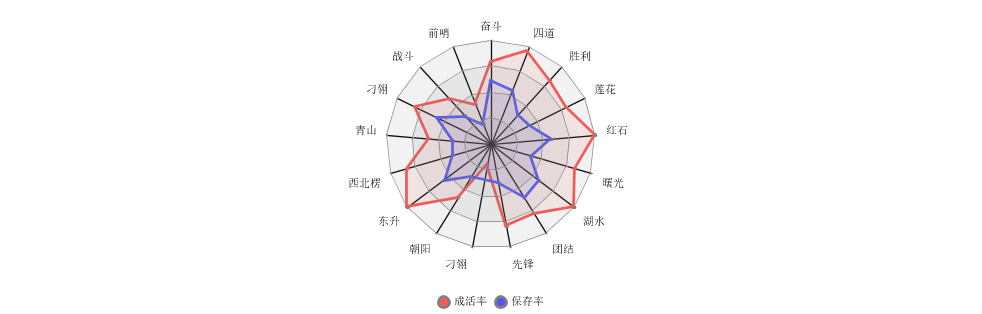 奋斗
前哨
四道
战斗
胜利
刁翎
莲花
青山
红石
西北楞
曙光
东升
湖水
朝阳
团结
刁翎
先锋
成活率
保存率